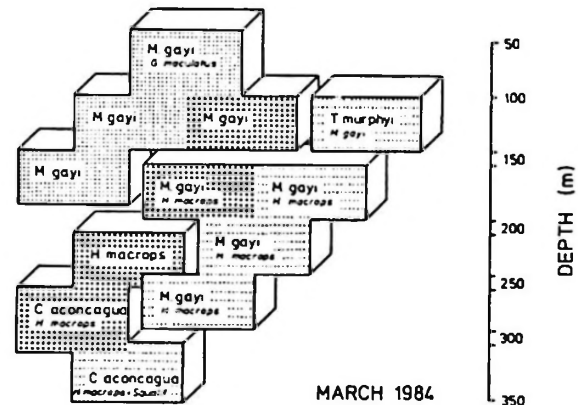 M gayi
G maculatus
50
M gayi
M gayi
T murphyi
M gayi
100
M gayi
150
M gayi
H macrops
M gayi
H macrops
200
H macrops
M gayi
H macrops
250
C aconcagua
H macrops
M gayi
H macrops
300
C aconcagua
H macrops +
350
DEPTH (m)
MARCH 1984